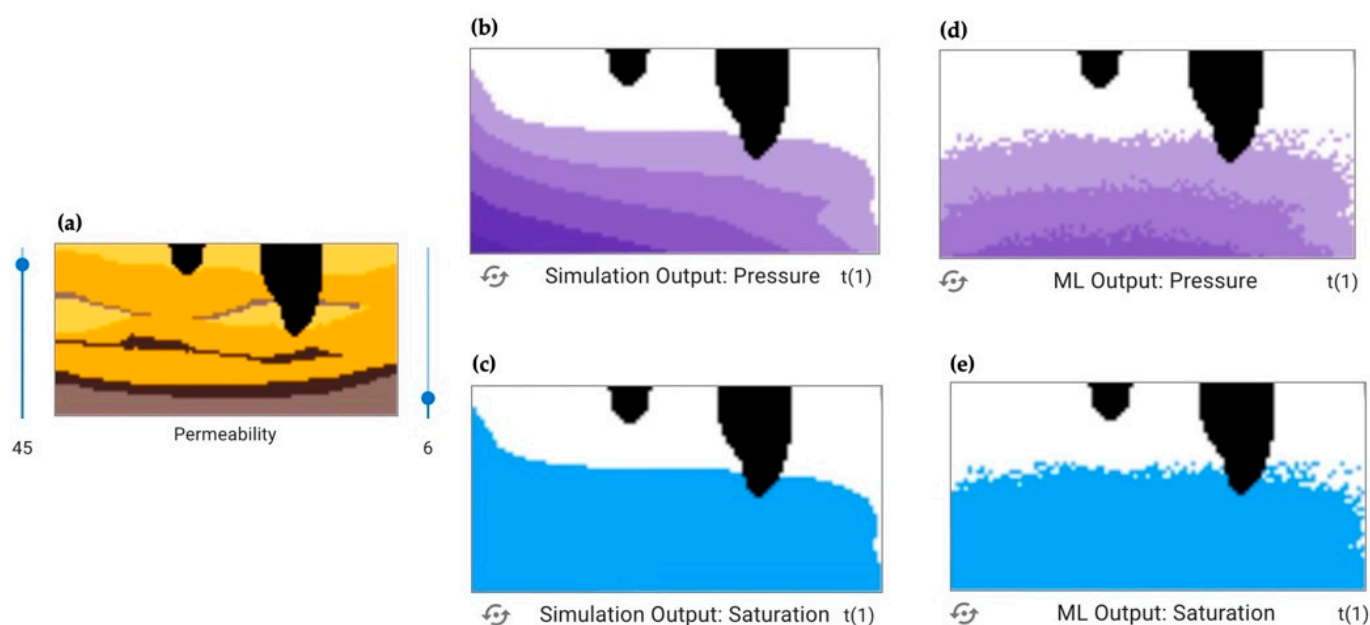 (b)
(d)
(a)
Simulation Output: Pressure t(1)
ML Output: Pressure t(1)
(c)
(e)
Permeability
45
6
Simulation Output: Saturation t(1)
ML Output: Saturation t(1)